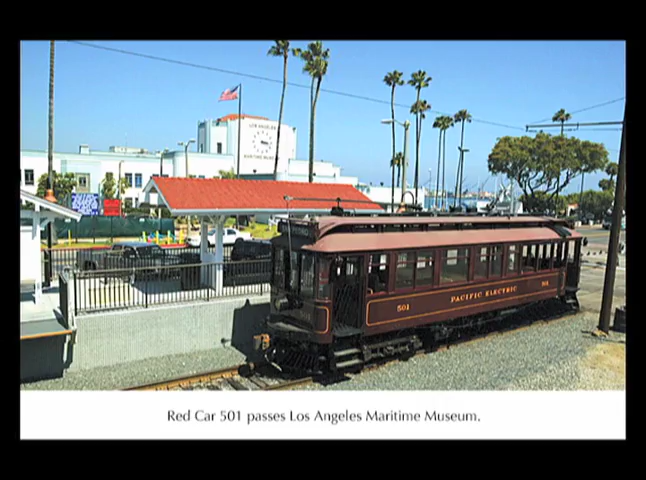 LOS ANGELES
MARITIME MUSEUM
501
PACIFIC ELECTRIC
501
Red Car 501 passes Los Angeles Maritime Museum.